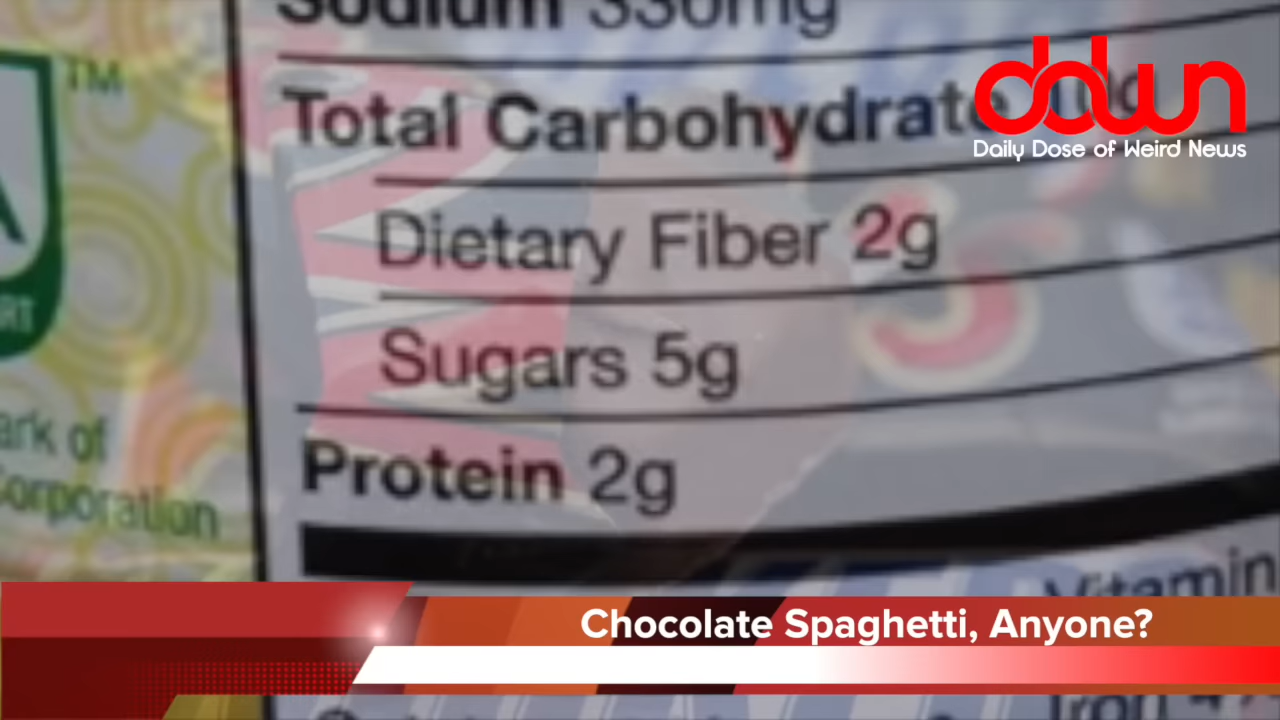 Sodium 330mg
TM
Total Carbohydrate
ddwn
Daily Dose of Weird News
Dietary Fiber 2g
Sugars 5g
ark of
Corporation
Protein 2g
Vitamin
Chocolate Spaghetti, Anyone?
Iron